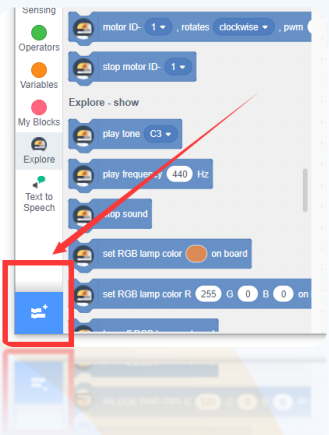 Sensing
Operators
Variables
My Blocks
Explore
Text to
Speech
motor ID- 1 , rotates clockwise , pwm
stop motor ID- 1
Explore - show
play tone C3
play frequency 440 Hz
stop sound
set RGB lamp color on board
set RGB lamp color R 255 G 0 B 0 on